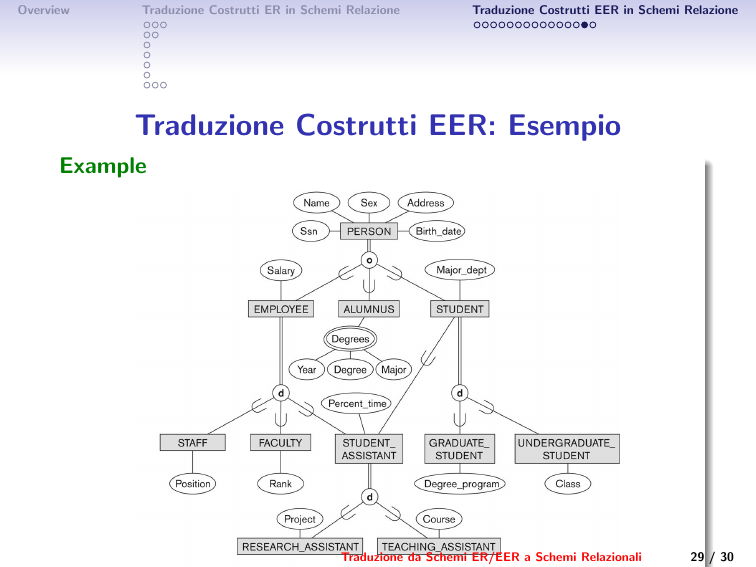 Overview
Traduzione Costrutti ER in Schemi Relazione
Traduzione Costrutti EER in Schemi Relazione
Traduzione Costrutti EER: Esempio
Example
Name Sex Address
Ssn PERSON Birth_date
o
Salary Major_dept
EMPLOYEE ALUMNUS STUDENT
Degrees
Year Degree Major
d d
Percent_time
STAFF FACULTY STUDENT_ GRADUATE_ UNDERGRADUATE_
ASSISTANT STUDENT STUDENT
Position Rank Degree_program Class
d
Project Course
RESEARCH_ASSISTANT TEACHING_ASSISTANT
Traduzione da Schemi ER/EER a Schemi Relazionali 29 / 30